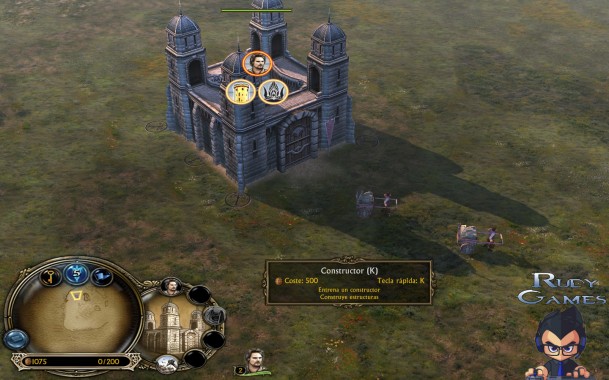 Constructor (K)
Coste: 500 Tecla rápida: K
Entrena un constructor
Construye estructuras
RUDY
GAMES
1075 0/200
2